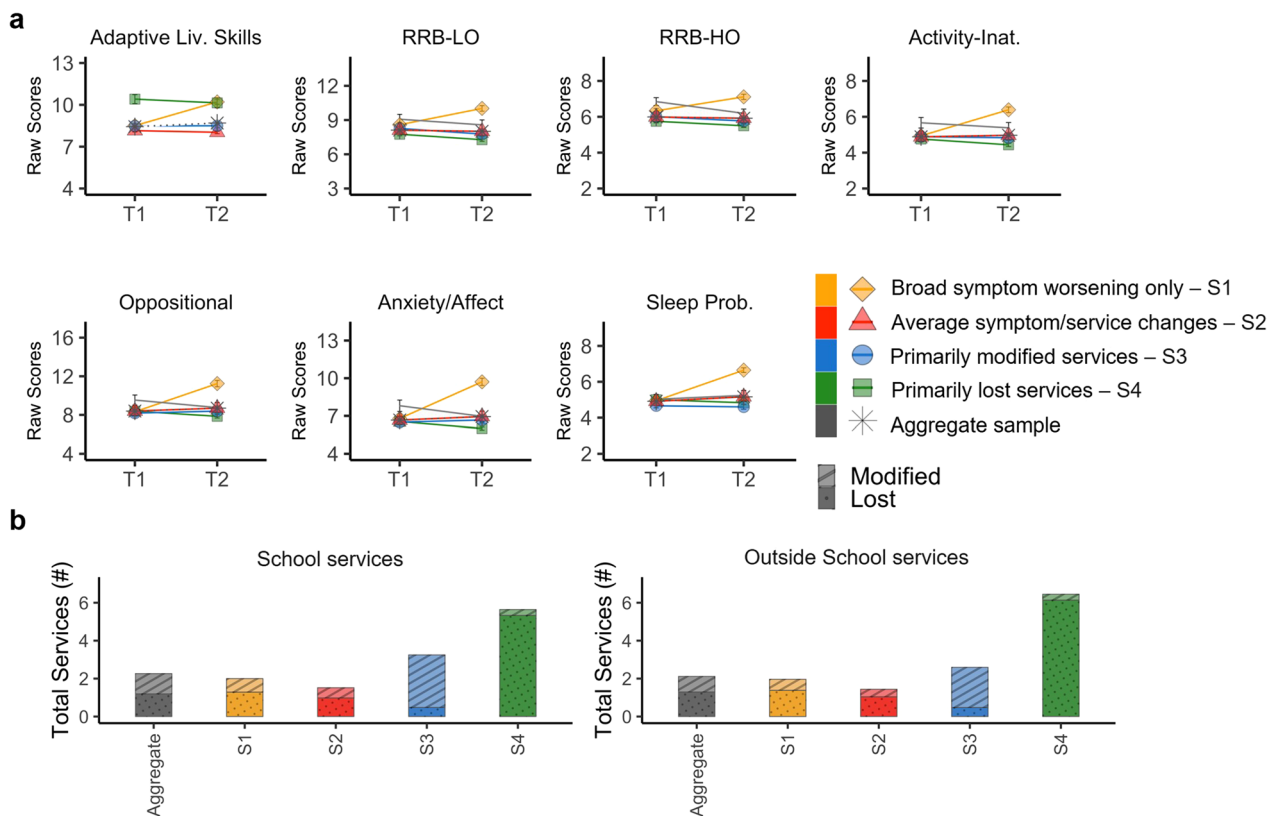 a
Adaptive Liv. Skills
RRB-LO
RRB-HO
Activity-Inat.
Raw Scores
13
10
7
4
T1
T2
Raw Scores
12
9
6
3
T1
T2
Raw Scores
8
6
4
2
T1
T2
Raw Scores
8
6
4
2
T1
T2
Oppositional
Anxiety/Affect
Sleep Prob.
Raw Scores
16
12
8
4
T1
T2
Raw Scores
13
10
7
4
T1
T2
Raw Scores
8
6
4
2
T1
T2
Broad symptom worsening only – S1
Average symptom/service changes – S2
Primarily modified services – S3
Primarily lost services – S4
Aggregate sample
Modified
Lost
b
School services
Total Services (#)
6
4
2
0
Aggregate
S1
S2
S3
S4
Outside School services
Total Services (#)
6
4
2
0
Aggregate
S1
S2
S3
S4